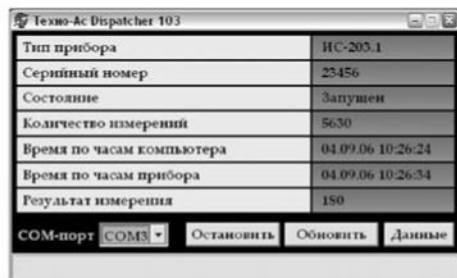 Техно-Ас Dispatcher 103
Тип прибора ИС-203.1
Серийный номер 23456
Состояние Запущен
Количество измерений 5630
Время по часам компьютера 04.09.06 10:26:24
Время по часам прибора 04.09.06 10:26:34
Результат измерения 180
COM-порт COM3 Остановить Обновить Данные